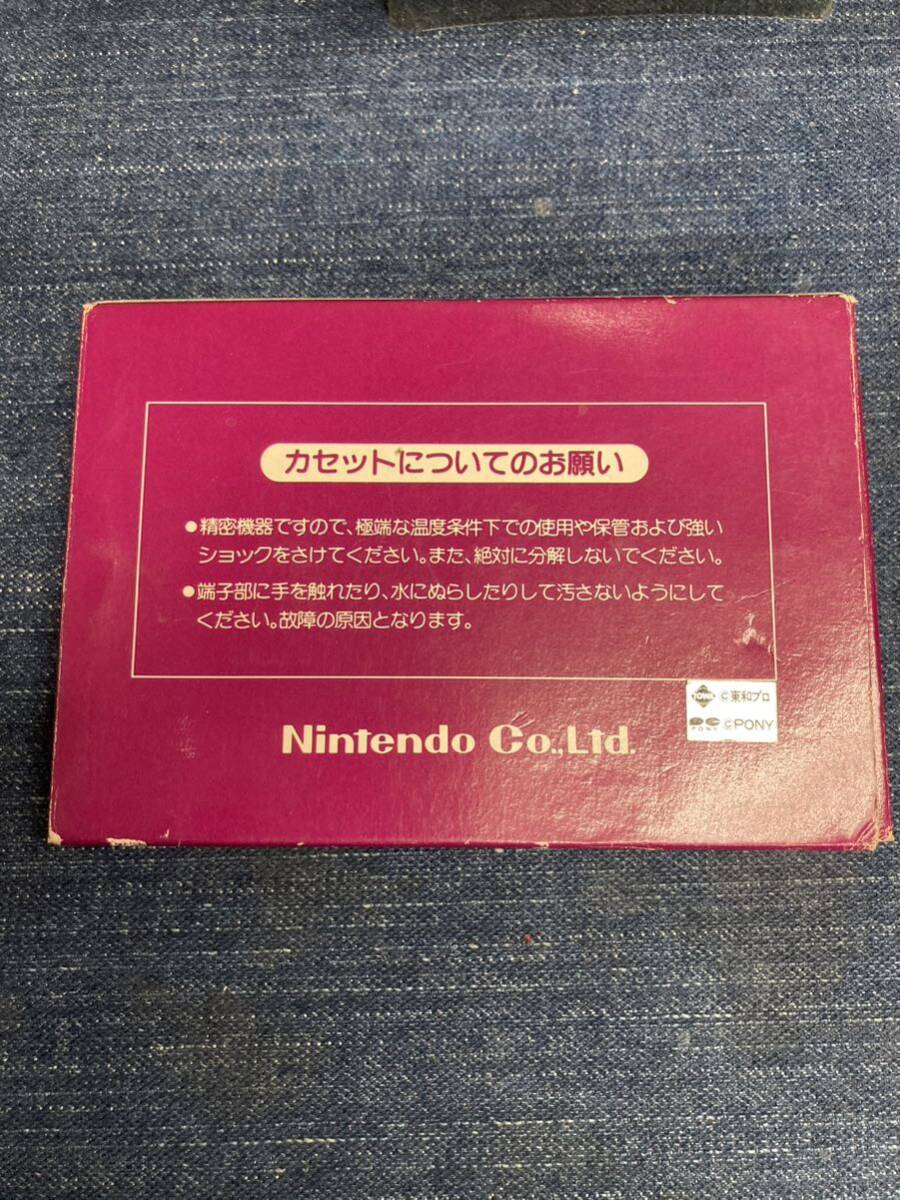 カセットについてのお願い
●精密機器ですので、極端な温度条件下での使用や保管および強い
ショックをさけてください。また、絶対に分解しないでください。
●端子部に手を触れたり、水にぬらしたりして汚さないようにして
ください。故障の原因となります。
TOWA ©東和プロ
PONY ©PONY
Nintendo Co.,Ltd.